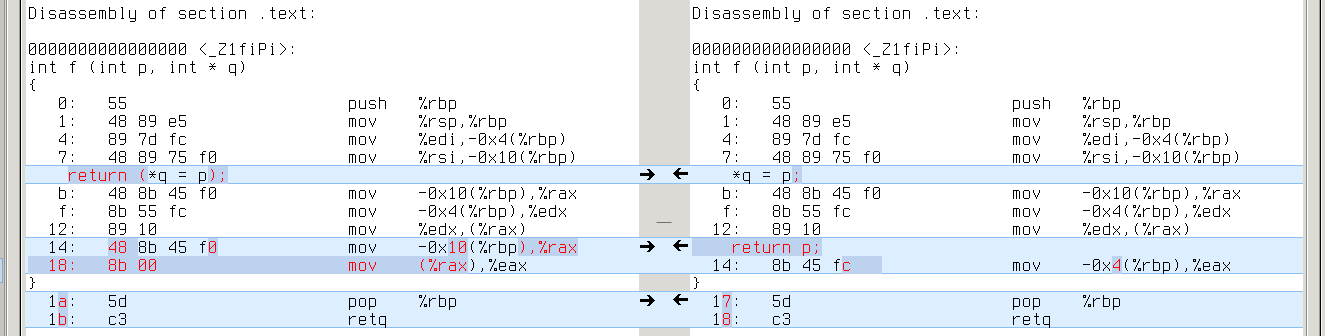 Disassembly of section .text:
0000000000000000 <_Z1fiPi>:
int f (int p, int * q)
{
0: 55 push %rbp
1: 48 89 e5 mov %rsp,%rbp
4: 89 7d fc mov %edi,-0x4(%rbp)
7: 48 89 75 f0 mov %rsi,-0x10(%rbp)
return (*q = p);
b: 48 8b 45 f0 mov -0x10(%rbp),%rax
f: 8b 55 fc mov -0x4(%rbp),%edx
12: 89 10 mov %edx,(%rax)
14: 48 8b 45 f0 mov -0x10(%rbp),%rax
18: 8b 00 mov (%rax),%eax
}
1a: 5d pop %rbp
1b: c3 retq
Disassembly of section .text:
0000000000000000 <_Z1fiPi>:
int f (int p, int * q)
{
0: 55 push %rbp
1: 48 89 e5 mov %rsp,%rbp
4: 89 7d fc mov %edi,-0x4(%rbp)
7: 48 89 75 f0 mov %rsi,-0x10(%rbp)
*q = p;
b: 48 8b 45 f0 mov -0x10(%rbp),%rax
f: 8b 55 fc mov -0x4(%rbp),%edx
12: 89 10 mov %edx,(%rax)
return p;
14: 8b 45 fc mov -0x4(%rbp),%eax
}
17: 5d pop %rbp
18: c3 retq